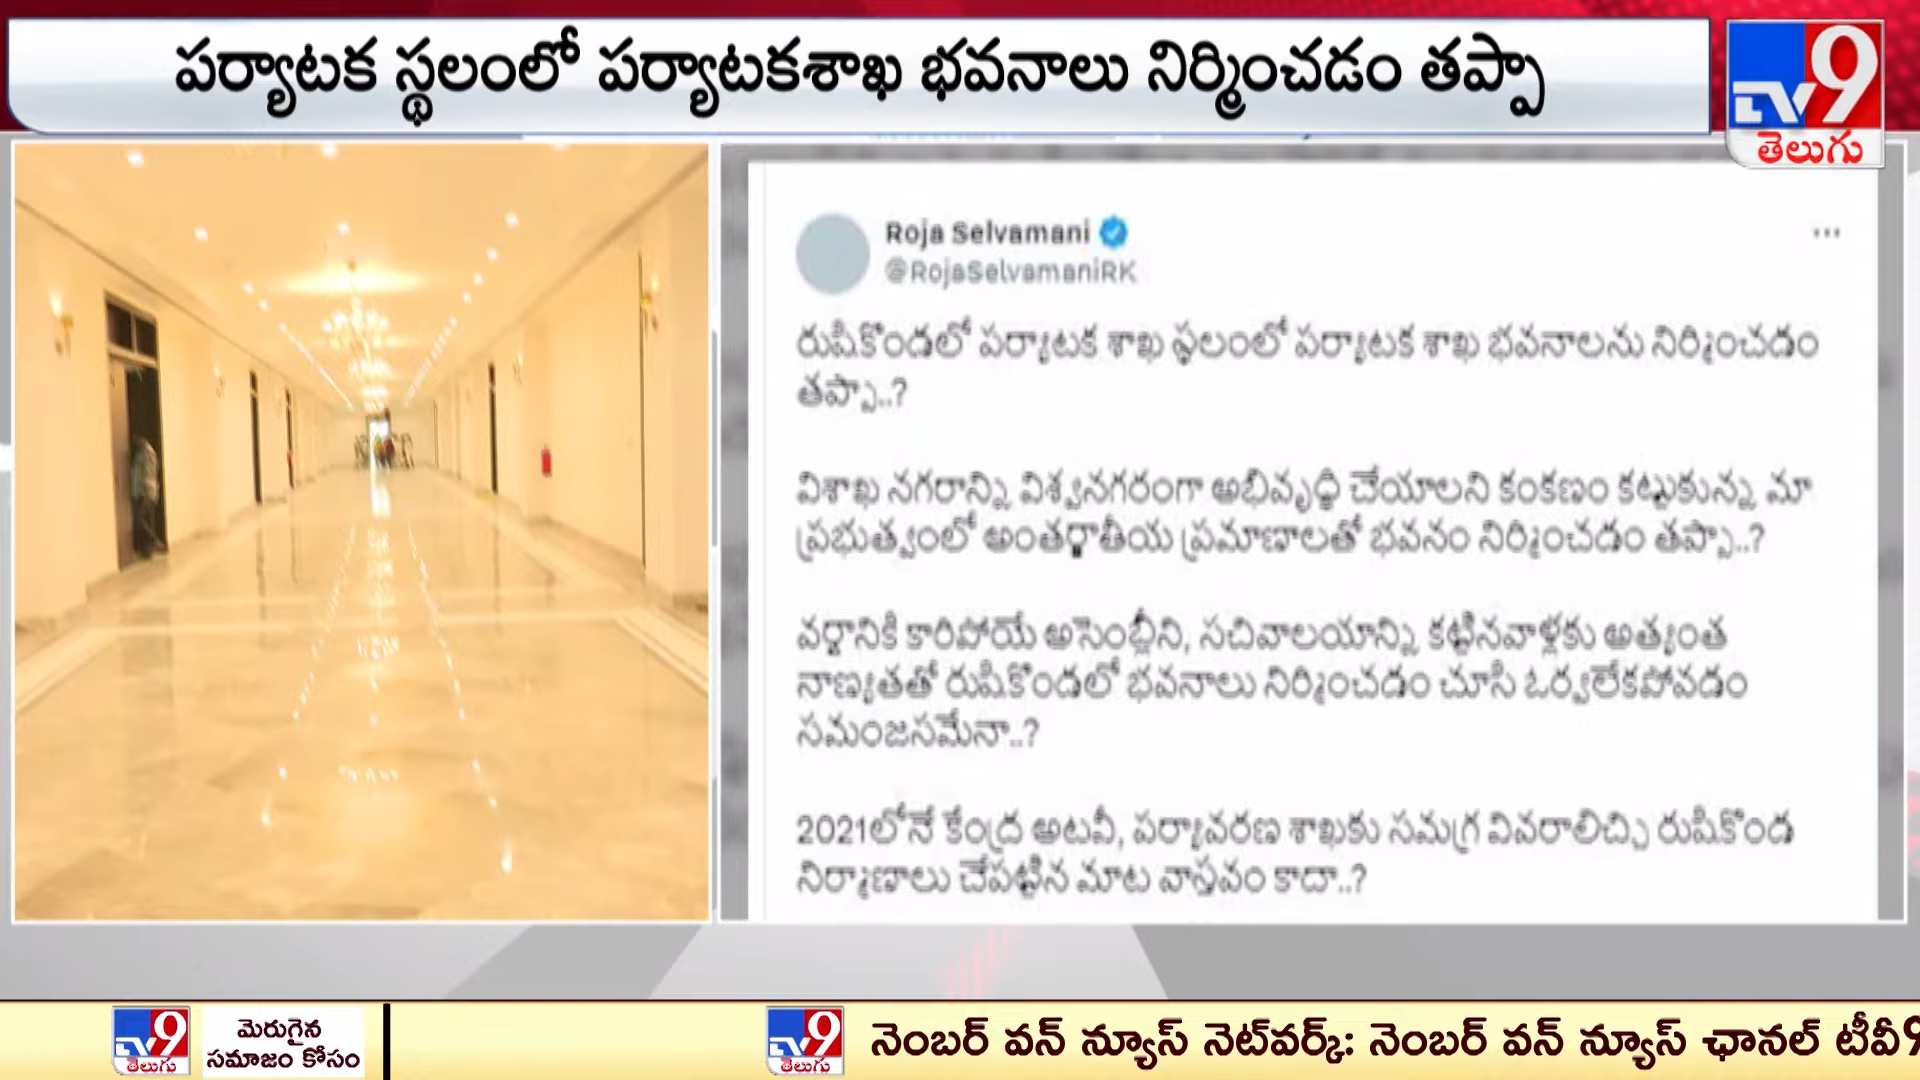 పర్యాటక స్థలంలో పర్యాటకశాఖ భవనాలు నిర్మించడం తప్పా
TV9
తెలుగు
Roja Selvamani
@RojaSelvamaniRK
రుషికొండలో పర్యాటక శాఖ స్థలంలో పర్యాటక శాఖ భవనాలను నిర్మించడం
తప్పా..?
విశాఖ నగరాన్ని విశ్వనగరంగా అభివృద్ధి చేయాలని కంకణం కట్టుకున్న మా
ప్రభుత్వంలో అంతర్జాతీయ ప్రమాణాలతో భవనం నిర్మించడం తప్పా..?
వర్షానికి కారిపోయే అసెంబ్లీని, సచివాలయాన్ని కట్టినవాళ్లకు అత్యంత
నాణ్యతతో రుషికొండలో భవనాలు నిర్మించడం చూసి ఓర్వలేకపోవడం
సమంజసమేనా..?
2021లోనే కేంద్ర అటవీ, పర్యావరణ శాఖకు సమగ్ర వివరాలిచ్చి రుషికొండ
నిర్మాణాలు చేపట్టిన మాట వాస్తవం కాదా..?
TV9
తెలుగు
మెరుగైన
సమాజం కోసం
TV9
తెలుగు
నెంబర్ వన్ న్యూస్ నెట్‌వర్క్: నెంబర్ వన్ న్యూస్ ఛానల్ టీవీ9